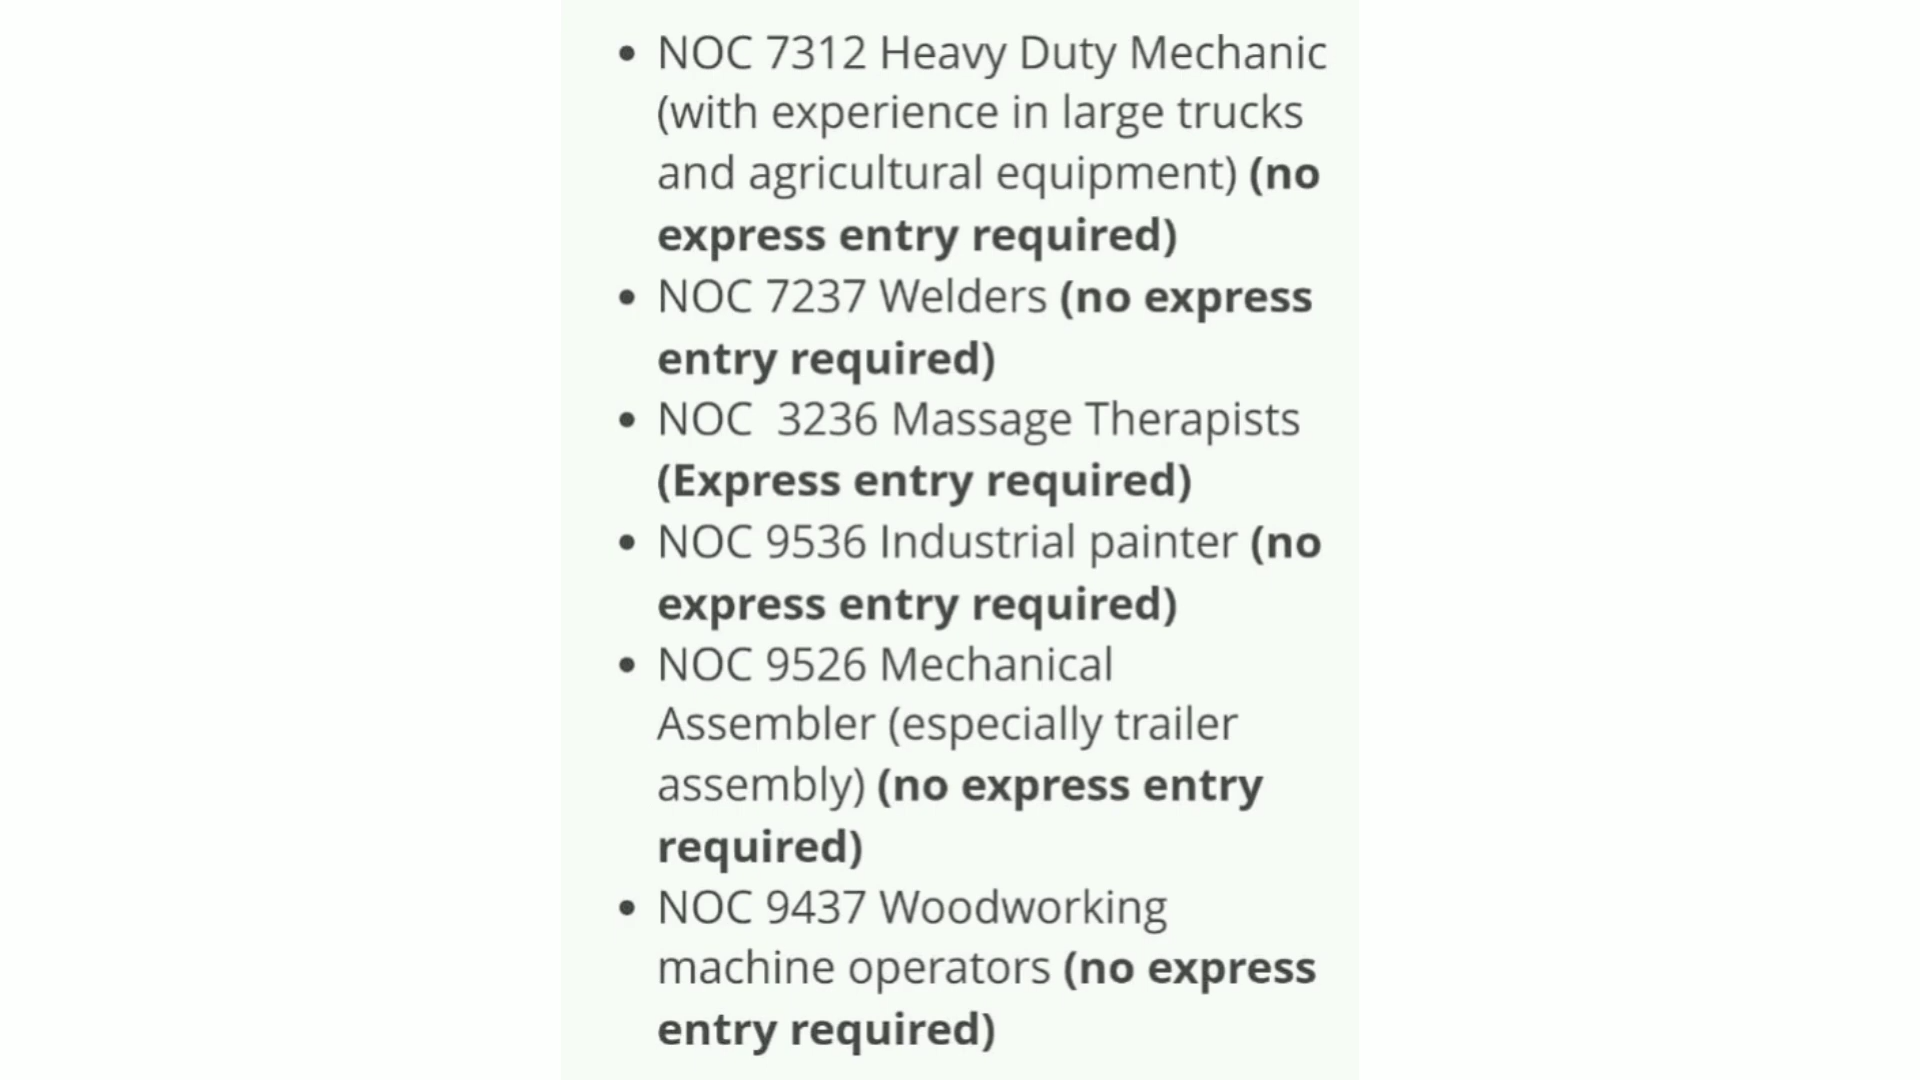 • NOC 7312 Heavy Duty Mechanic
(with experience in large trucks
and agricultural equipment) (no
express entry required)
• NOC 7237 Welders (no express
entry required)
• NOC  3236 Massage Therapists
(Express entry required)
• NOC 9536 Industrial painter (no
express entry required)
• NOC 9526 Mechanical
Assembler (especially trailer
assembly) (no express entry
required)
• NOC 9437 Woodworking
machine operators (no express
entry required)